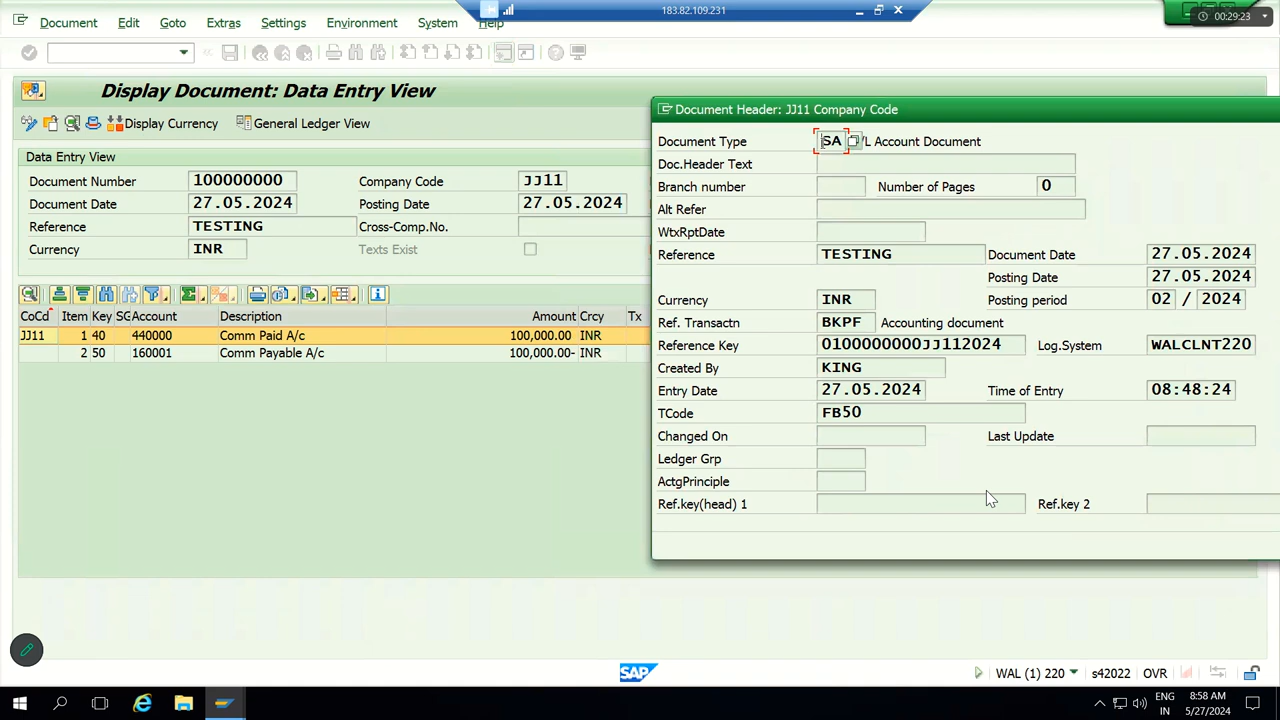 Document Edit Goto Extras Settings Environment System Help
183.82.109.231
00:29:23
Display Document: Data Entry View
Display Currency General Ledger View
Data Entry View
Document Number 100000000 Company Code JJ11
Document Date 27.05.2024 Posting Date 27.05.2024
Reference TESTING Cross-Comp.No.
Currency INR Texts Exist
CoCd Item Key SG Account Description Amount Crcy Tx
JJ11 1 40 440000 Comm Paid A/c 100,000.00 INR
2 50 160001 Comm Payable A/c 100,000.00- INR
Document Header: JJ11 Company Code
Document Type SA /L Account Document
Doc.Header Text
Branch number Number of Pages 0
Alt Refer
WtxRptDate
Reference TESTING Document Date 27.05.2024
Posting Date 27.05.2024
Currency INR Posting period 02 / 2024
Ref. Transactn BKPF Accounting document
Reference Key 0100000000JJ112024 Log.System WALCLNT220
Created By KING
Entry Date 27.05.2024 Time of Entry 08:48:24
TCode FB50
Changed On Last Update
Ledger Grp
ActgPrinciple
Ref.key(head) 1 Ref.key 2
SAP
WAL (1) 220 s42022 OVR
ENG 8:58 AM
IN 5/27/2024